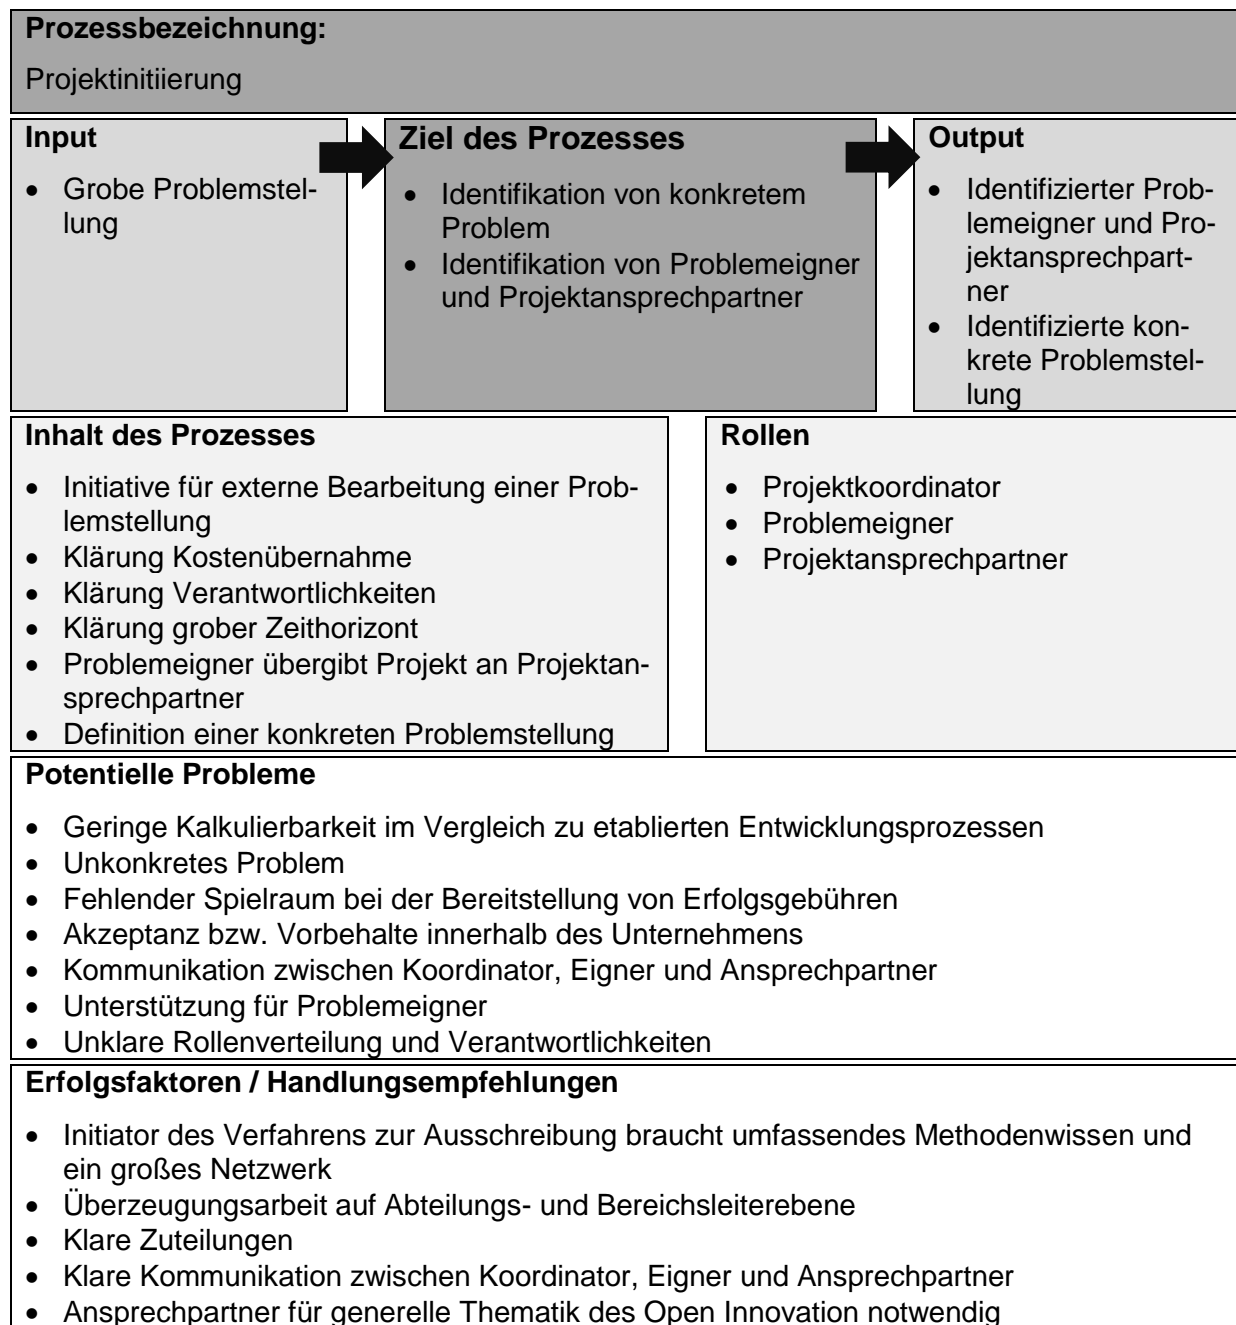 Prozessbezeichnung:
Projektinitiierung
Input
• Grobe Problemstel-
lung
Ziel des Prozesses
• Identifikation von konkretem
Problem
• Identifikation von Problemeigner
und Projektansprechpartner
Output
• Identifizierter Prob-
lemeigner und Pro-
jektansprechpart-
ner
• Identifizierte kon-
krete Problemstel-
lung
Inhalt des Prozesses
• Initiative für externe Bearbeitung einer Prob-
lemstellung
• Klärung Kostenübernahme
• Klärung Verantwortlichkeiten
• Klärung grober Zeithorizont
• Problemeigner übergibt Projekt an Projektan-
sprechpartner
• Definition einer konkreten Problemstellung
Rollen
• Projektkoordinator
• Problemeigner
• Projektansprechpartner
Potentielle Probleme
• Geringe Kalkulierbarkeit im Vergleich zu etablierten Entwicklungsprozessen
• Unkonkretes Problem
• Fehlender Spielraum bei der Bereitstellung von Erfolgsgebühren
• Akzeptanz bzw. Vorbehalte innerhalb des Unternehmens
• Kommunikation zwischen Koordinator, Eigner und Ansprechpartner
• Unterstützung für Problemeigner
• Unklare Rollenverteilung und Verantwortlichkeiten
Erfolgsfaktoren / Handlungsempfehlungen
• Initiator des Verfahrens zur Ausschreibung braucht umfassendes Methodenwissen und
ein großes Netzwerk
• Überzeugungsarbeit auf Abteilungs- und Bereichsleiterebene
• Klare Zuteilungen
• Klare Kommunikation zwischen Koordinator, Eigner und Ansprechpartner
• Ansprechpartner für generelle Thematik des Open Innovation notwendig